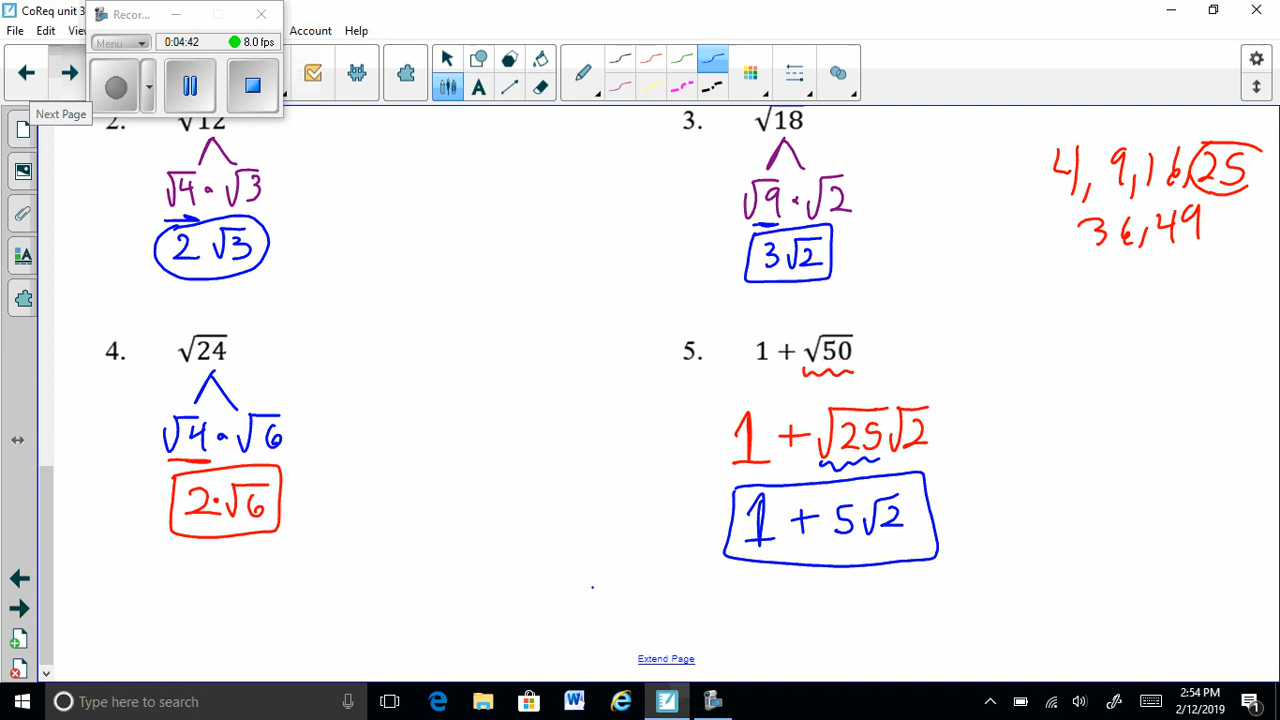 CoReq unit 3
Recor...
File Edit Vie Account Help
Menu 0:04:42 8.0 fps
Next Page
2. √12
√4 · √3
2 √3
3. √18
√9 · √2
3√2
4, 9, 16, 25
36, 49
4. √24
√4 · √6
2 · √6
5. 1 + √50
1 + √25 √2
1 + 5√2
Extend Page
Type here to search
2:54 PM
2/12/2019